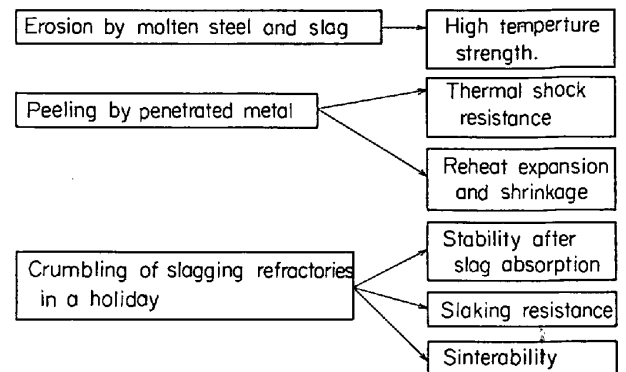 Erosion by molten steel and slag
High temperture
strength.
Peeling by penetrated metal
Thermal shock
resistance
Reheat expansion
and shrinkage
Crumbling of slagging refractories
in a holiday
Stability after
slag absorption
Slaking resistance
Sinterability